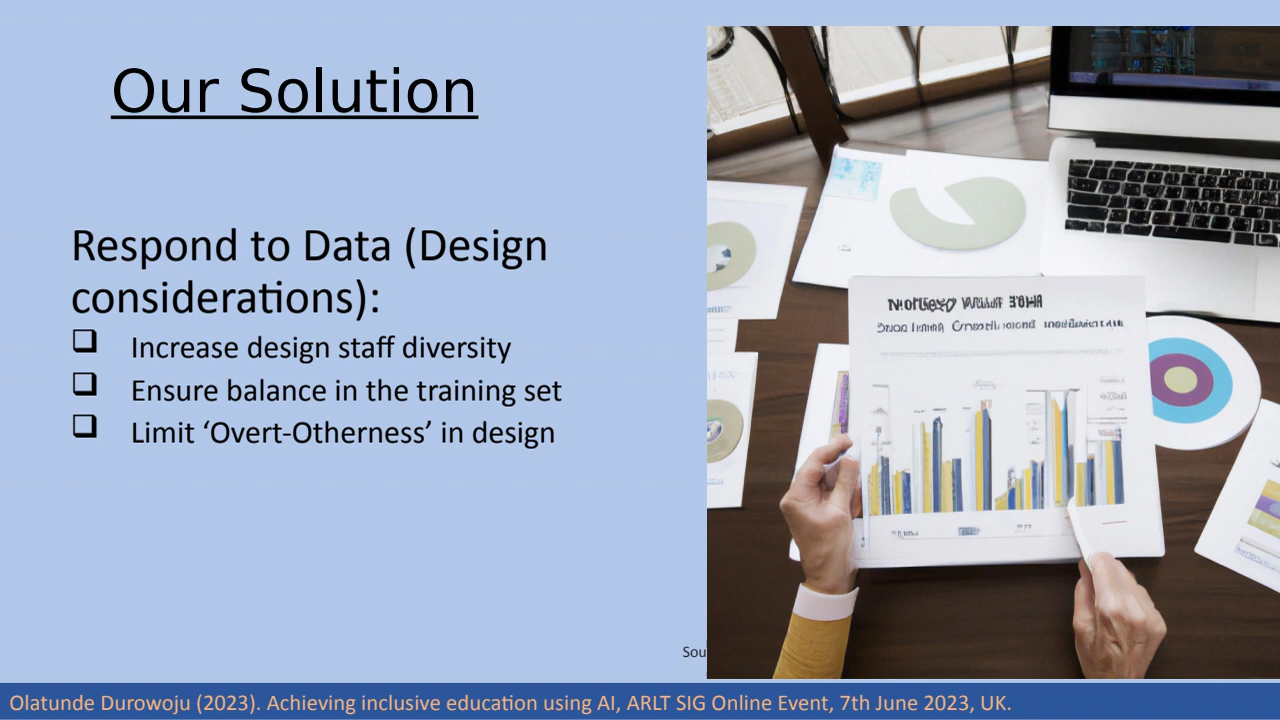 Our Solution
Respond to Data (Design
considerations):
Increase design staff diversity
Ensure balance in the training set
Limit ‘Overt-Otherness’ in design
Sou
Olatunde Durowoju (2023). Achieving inclusive education using AI, ARLT SIG Online Event, 7th June 2023, UK.